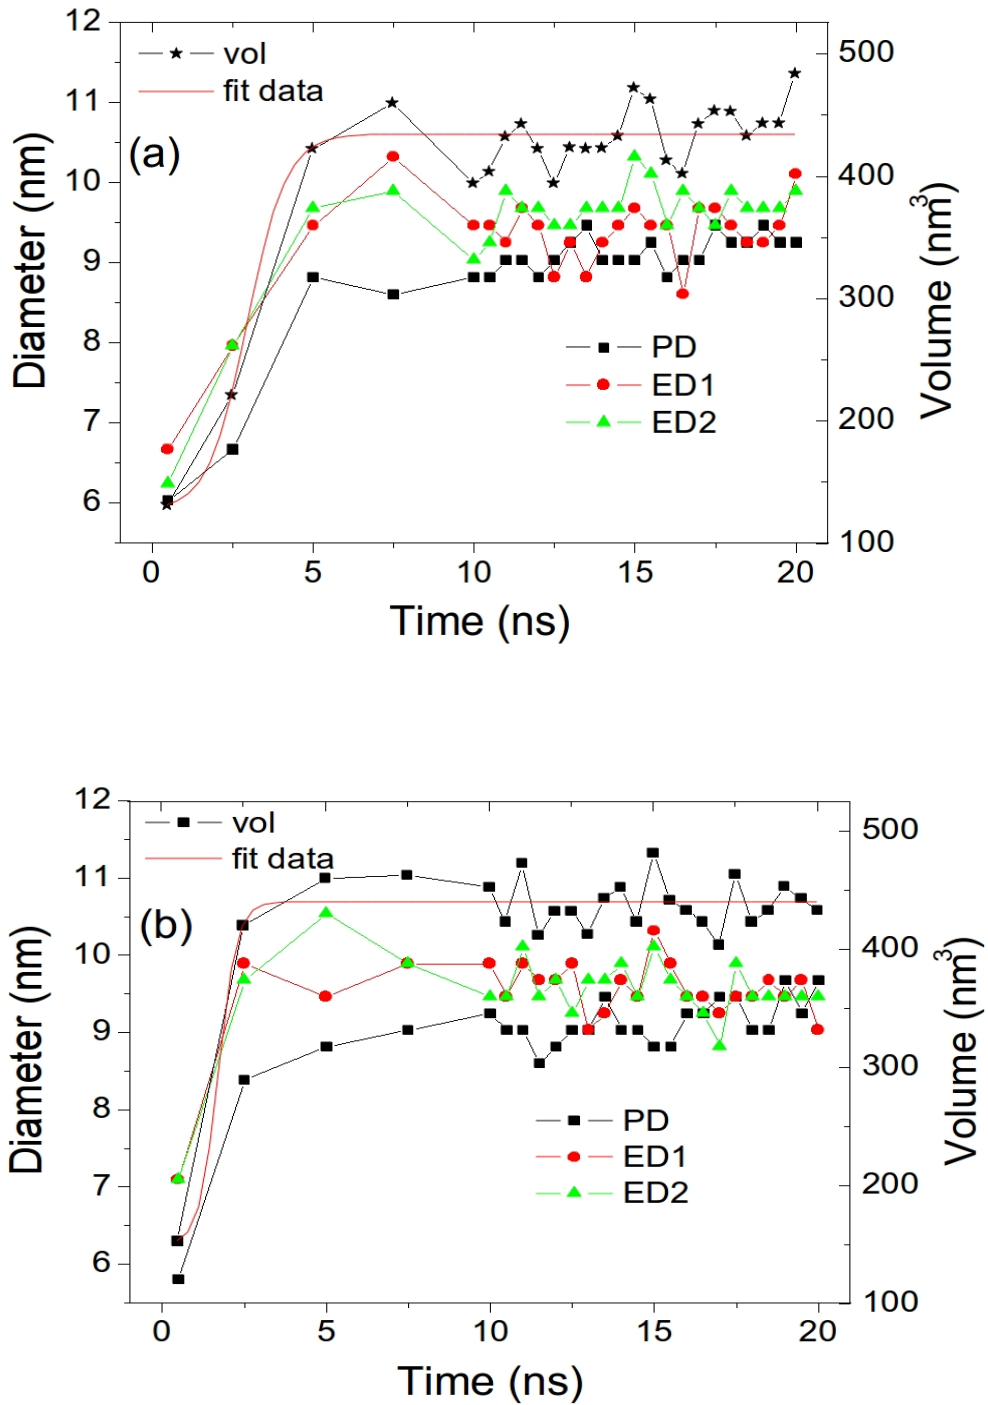 12
11
10
9
8
7
6
Diameter (nm)
vol
fit data
(a)
PD
ED1
ED2
500
400
300
200
100
Volume (nm³)
0 5 10 15 20
Time (ns)
12
11
10
9
8
7
6
Diameter (nm)
vol
fit data
(b)
PD
ED1
ED2
500
400
300
200
100
Volume (nm³)
0 5 10 15 20
Time (ns)